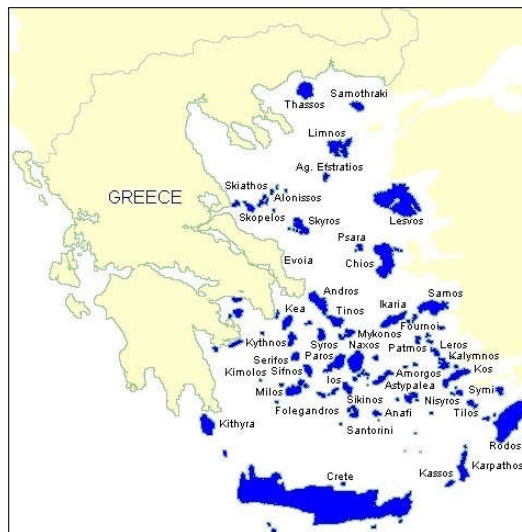 Thassos
Samothraki
Limnos
Ag. Efstratios
Skiathos
Alonissos
GREECE
Skopelos
Skyros
Lesvos
Psara
Evoia
Chios
Andros
Samos
Kea
Tinos
Ikaria
Fournoi
Mykonos
Kythnos
Syros
Naxos
Patmos
Leros
Serifos
Paros
Kalymnos
Kimolos
Sifnos
Amorgos
Kos
Ios
Astypalea
Symi
Milos
Sikinos
Nisyros
Folegandros
Anafi
Tilos
Kithyra
Santorini
Rodos
Karpathos
Crete
Kassos